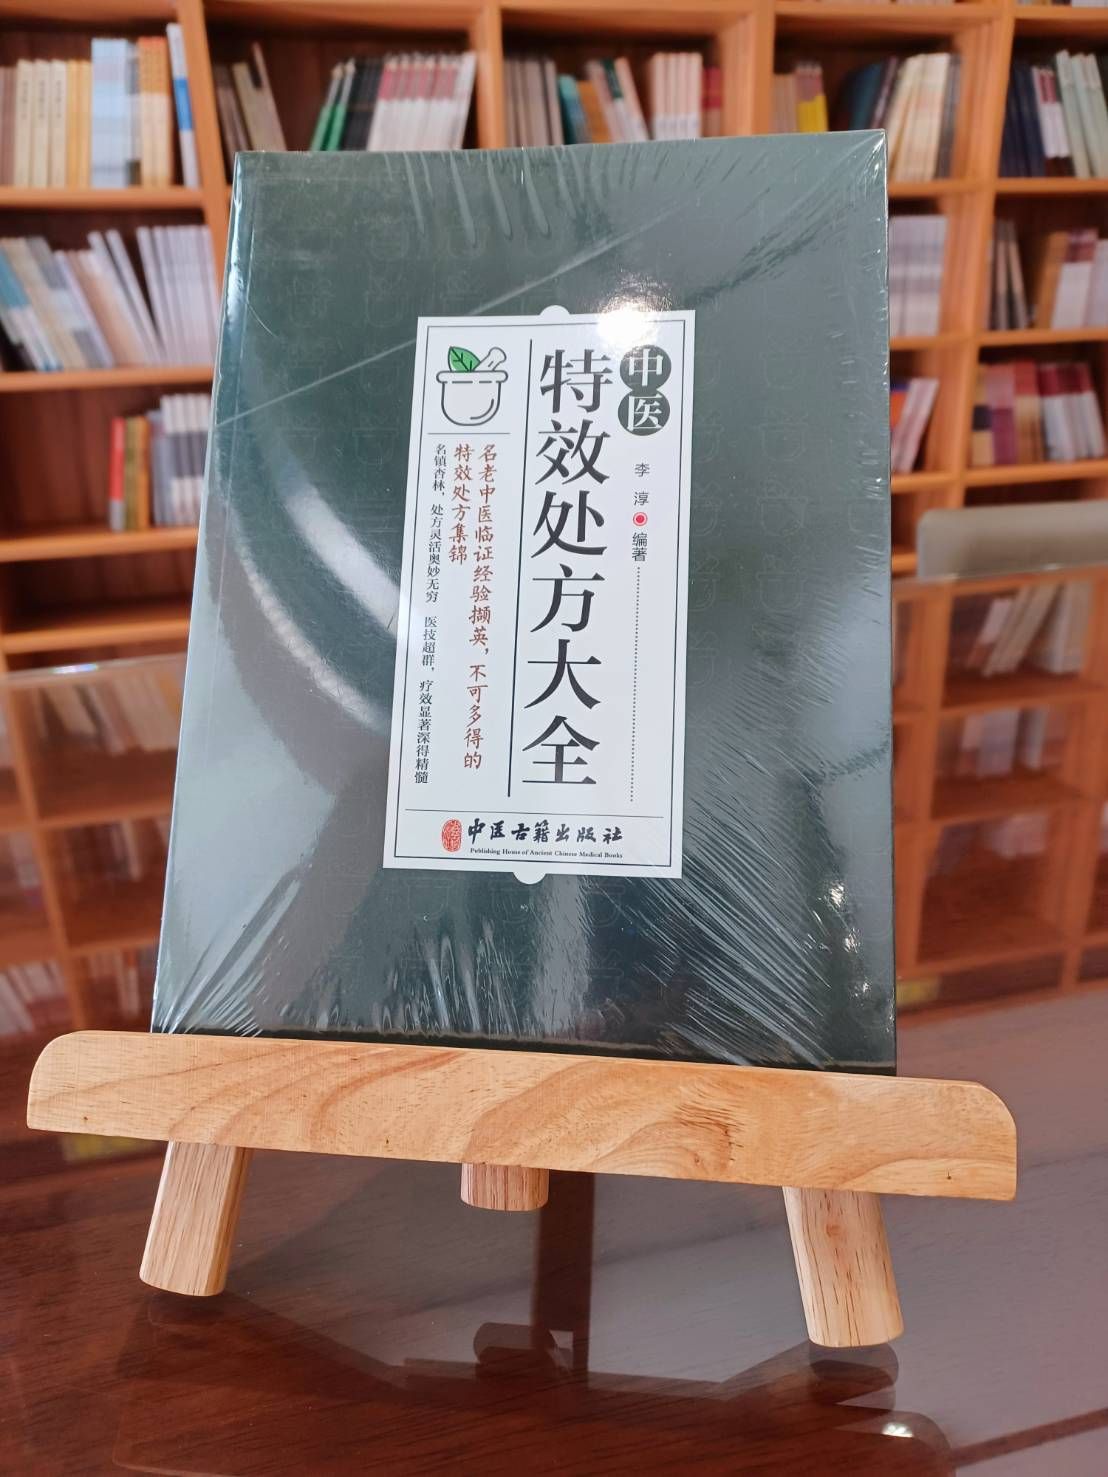 中医
特效处方大全
李淳 编著
名老中医临证经验撷英，不可多得的
特效处方集锦
名镇杏林，处方灵活奥妙无穷 医技超群，疗效显著深得精髓
中医古籍出版社
Publishing House of Ancient Chinese Medical Books